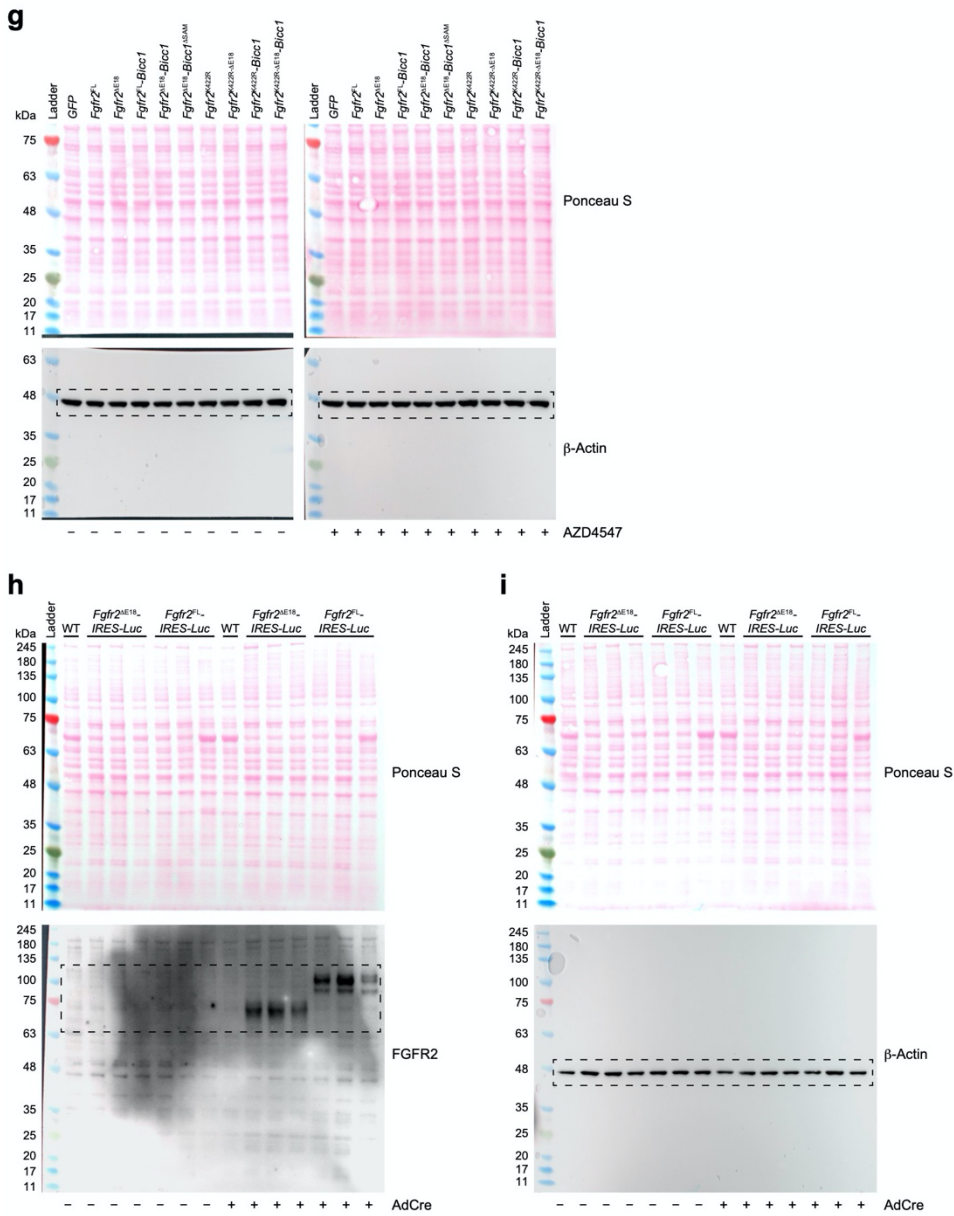 g
kDa
Ladder
GFP
Fgfr2FL
Fgfr2ΔE18
Fgfr2FL-Bicc1
Fgfr2ΔE18-Bicc1
Fgfr2ΔE18-Bicc1ΔSAM
Fgfr2K422R
Fgfr2K422R-ΔE18
Fgfr2K422R-Bicc1
Fgfr2K422R-ΔE18-Bicc1
Ladder
GFP
Fgfr2FL
Fgfr2ΔE18
Fgfr2FL-Bicc1
Fgfr2ΔE18-Bicc1
Fgfr2ΔE18-Bicc1ΔSAM
Fgfr2K422R
Fgfr2K422R-ΔE18
Fgfr2K422R-Bicc1
Fgfr2K422R-ΔE18-Bicc1
75
63
48
35
25
20
17
11
Ponceau S
63
48
35
25
20
17
11
β-Actin
– – – – – – – – – – + + + + + + + + + + AZD4547
h
kDa
Ladder
WT
Fgfr2ΔE18-
IRES-Luc
Fgfr2FL-
IRES-Luc
WT
Fgfr2ΔE18-
IRES-Luc
Fgfr2FL-
IRES-Luc
245
180
135
100
75
63
48
35
25
20
17
11
Ponceau S
245
180
135
100
75
63
48
35
25
20
17
11
FGFR2
– – – – – – – + + + + + + + AdCre
i
kDa
Ladder
WT
Fgfr2ΔE18-
IRES-Luc
Fgfr2FL-
IRES-Luc
WT
Fgfr2ΔE18-
IRES-Luc
Fgfr2FL-
IRES-Luc
245
180
135
100
75
63
48
35
25
20
17
11
Ponceau S
245
180
135
100
75
63
48
35
25
20
17
11
β-Actin
– – – – – – – + + + + + + + AdCre